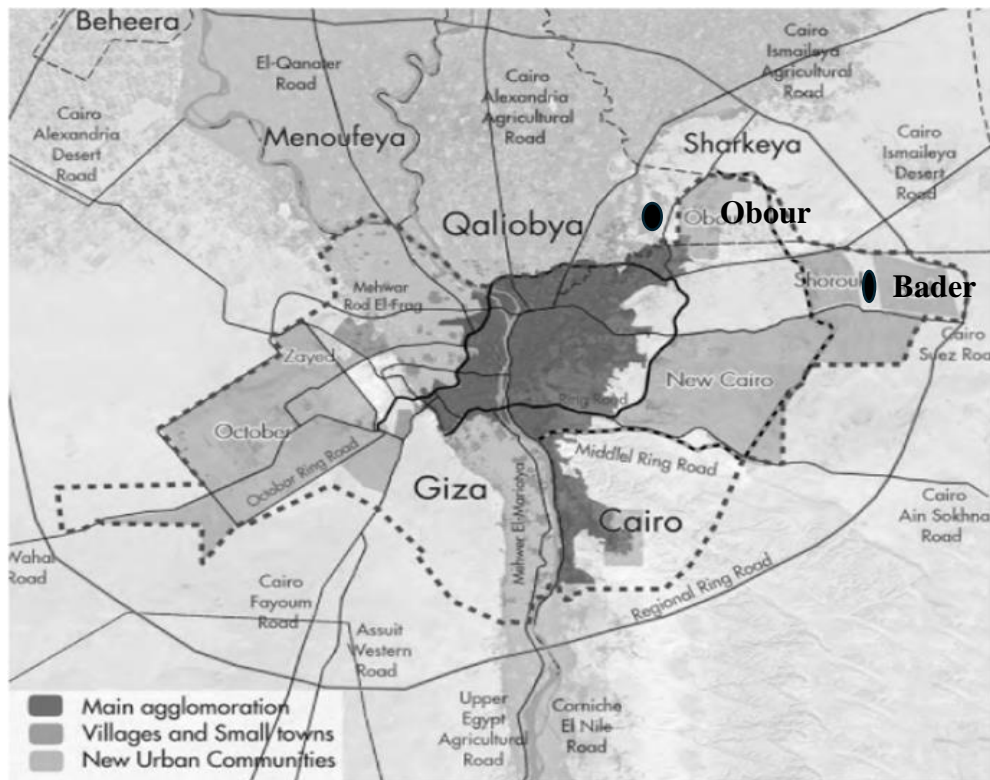 Beheera
El-Qanater
Road
Cairo
Alexandria
Agricultural
Road
Cairo
Ismaileya
Agricultural
Road
Cairo
Alexandria
Desert
Road
Menoufeya
Sharkeya
Cairo
Ismaileya
Desert
Road
Qaliobya
Obour
Mehwar
Rod El-Farag
Shorouk
Bader
Zayed
Cairo
Suez Road
New Cairo
Ring Road
October
October Ring Road
Middlel Ring Road
Giza
Mehwer El-Mariotya
Cairo
Cairo
Ain Sokhna
Road
Wahat
Road
Cairo
Fayoum
Road
Regional Ring Road
Assuit
Western
Road
Upper
Egypt
Agricultural
Road
Corniche
El Nile
Road
Main agglomoration
Villages and Small towns
New Urban Communities